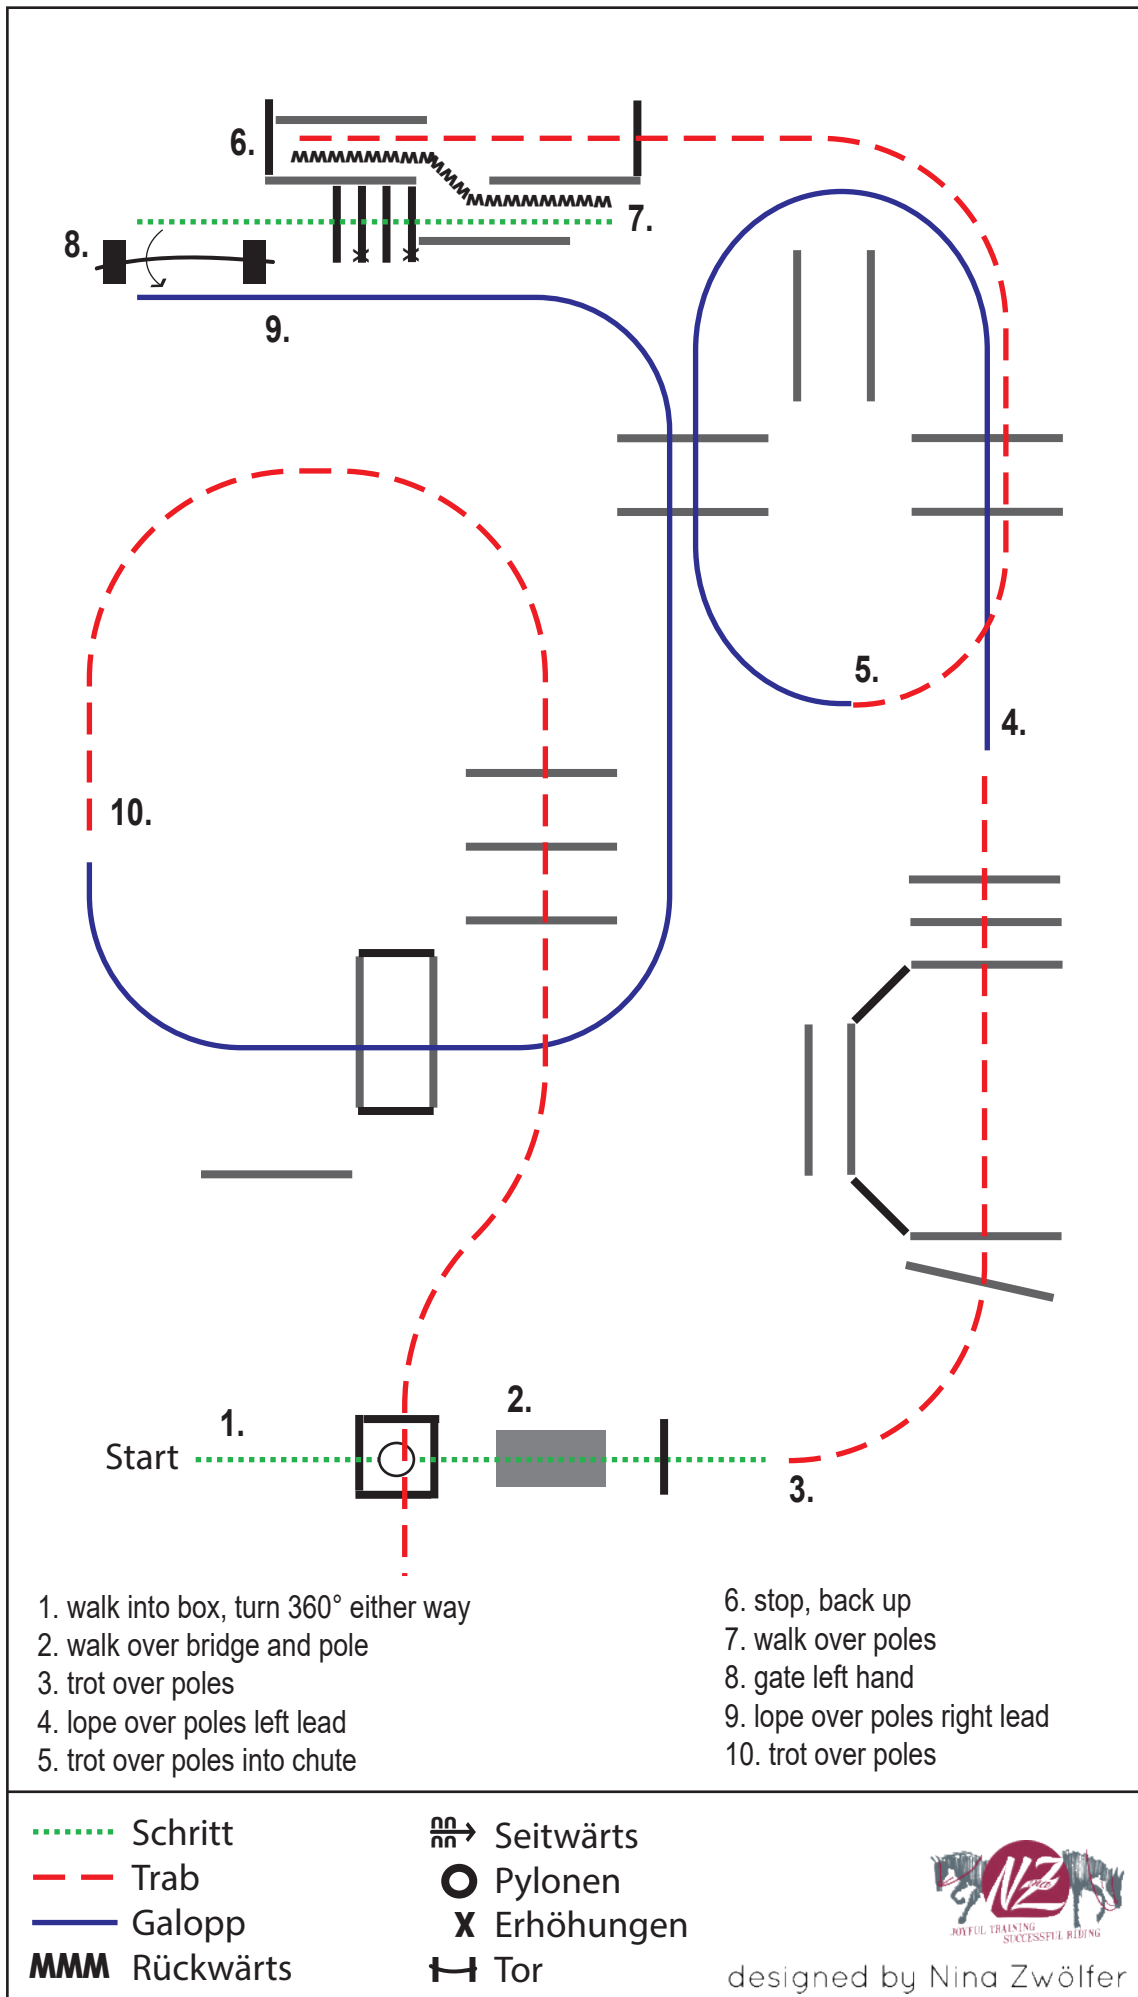 6.
7.
8.
9.
5.
4.
10.
2.
1.
Start
3.
1. walk into box, turn 360° either way
2. walk over bridge and pole
3. trot over poles
4. lope over poles left lead
5. trot over poles into chute
6. stop, back up
7. walk over poles
8. gate left hand
9. lope over poles right lead
10. trot over poles
Schritt
Trab
Galopp
MMM Rückwärts
Seitwärts
Pylonen
X Erhöhungen
Tor
NZ
JOYFUL TRAINING
SUCCESSFUL RIDING
designed by Nina Zwölfer